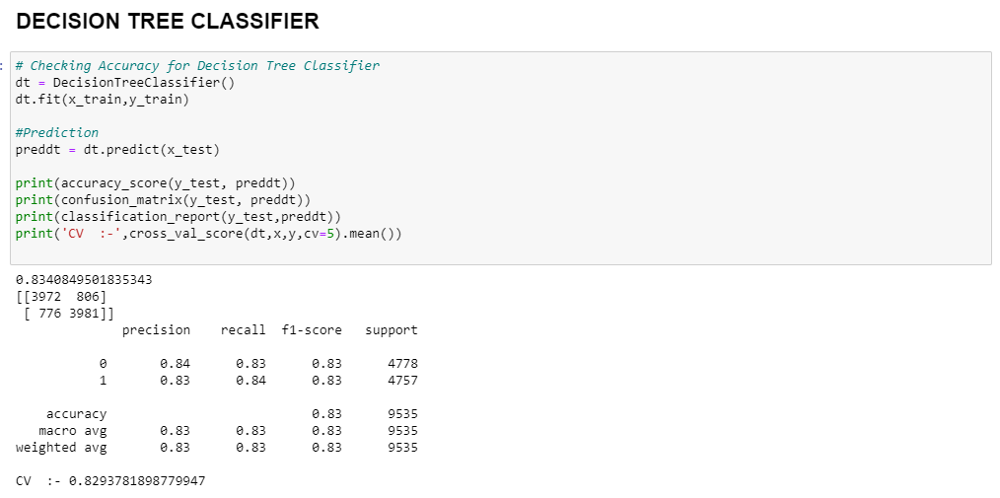 DECISION TREE CLASSIFIER
: # Checking Accuracy for Decision Tree Classifier
dt = DecisionTreeClassifier()
dt.fit(x_train,y_train)
#Prediction
preddt = dt.predict(x_test)
print(accuracy_score(y_test, preddt))
print(confusion_matrix(y_test, preddt))
print(classification_report(y_test,preddt))
print('CV  :-',cross_val_score(dt,x,y,cv=5).mean())
0.8340849501835343
[[3972  806]
 [ 776 3981]]
              precision    recall  f1-score   support
           0       0.84      0.83      0.83      4778
           1       0.83      0.84      0.83      4757
    accuracy                           0.83      9535
   macro avg       0.83      0.83      0.83      9535
weighted avg       0.83      0.83      0.83      9535
CV  :- 0.8293781898779947